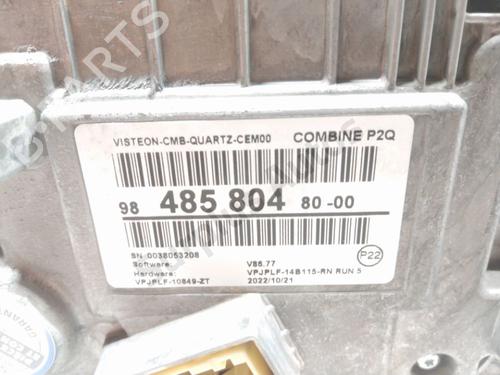 VISTEON-CMB-QUARTZ-CEM00 COMBINE P2Q
98 485 804 80-00
SN 0038053208
Software: V86.77
Hardware: VPJPLF-14B115-RN RUN 5
VPJPLF-10849-ZT 2022/10/21
P22